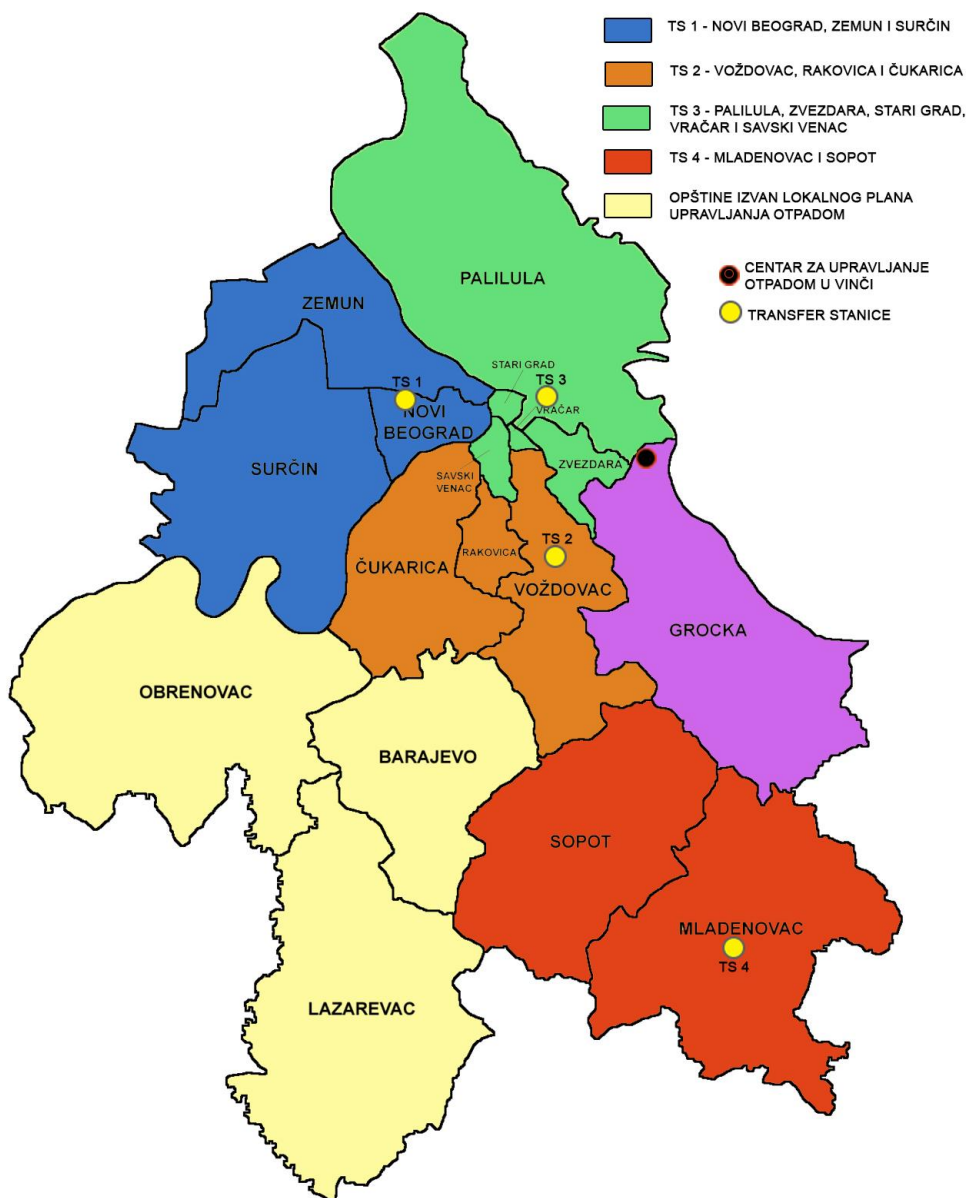 TS 1 - NOVI BEOGRAD, ZEMUN I SURČIN
TS 2 - VOŽDOVAC, RAKOVICA I ČUKARICA
TS 3 - PALILULA, ZVEZDARA, STARI GRAD,
VRAČAR I SAVSKI VENAC
TS 4 - MLADENOVAC I SOPOT
OPŠTINE IZVAN LOKALNOG PLANA
UPRAVLJANJA OTPADOM
CENTAR ZA UPRAVLJANJE
OTPADOM U VINČI
TRANSFER STANICE
PALILULA
ZEMUN
STARI GRAD
TS 1
TS 3
VRAČAR
NOVI
BEOGRAD
SURČIN
ZVEZDARA
SAVSKI
VENAC
TS 2
RAKOVICA
ČUKARICA
VOŽDOVAC
GROCKA
OBRENOVAC
BARAJEVO
SOPOT
MLADENOVAC
TS 4
LAZAREVAC